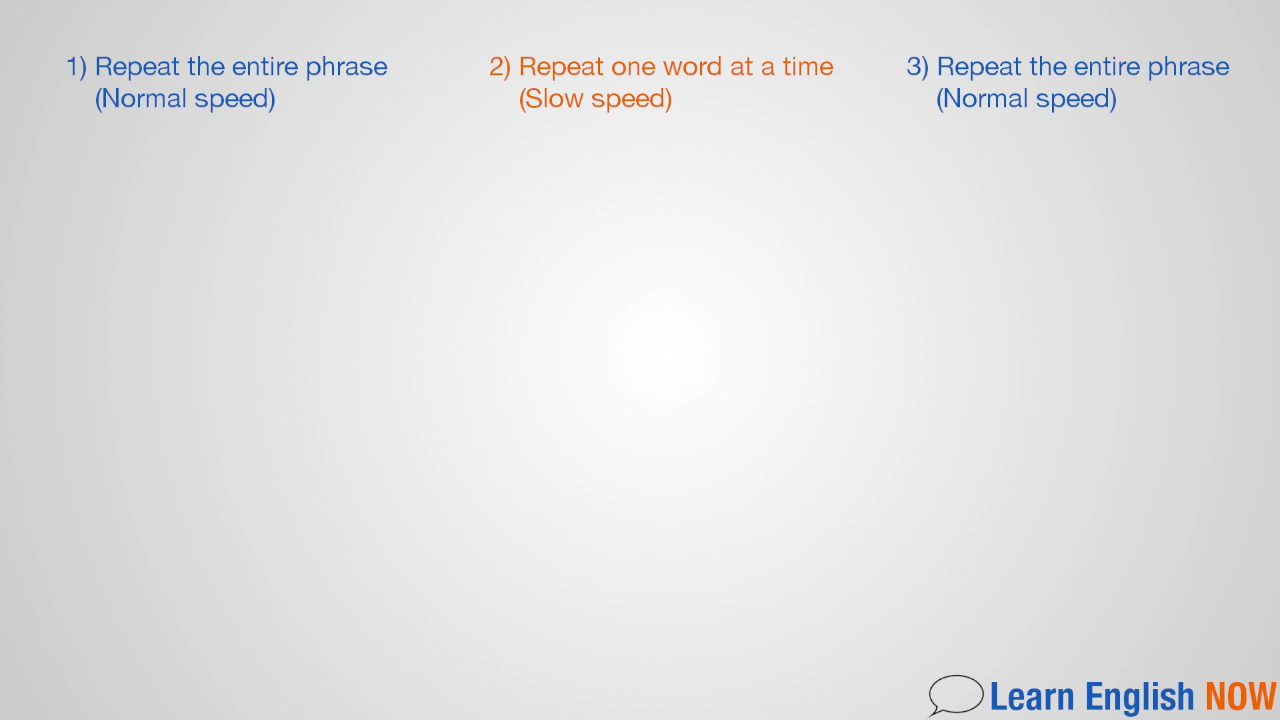 1) Repeat the entire phrase
(Normal speed)
2) Repeat one word at a time
(Slow speed)
3) Repeat the entire phrase
(Normal speed)
Learn English NOW